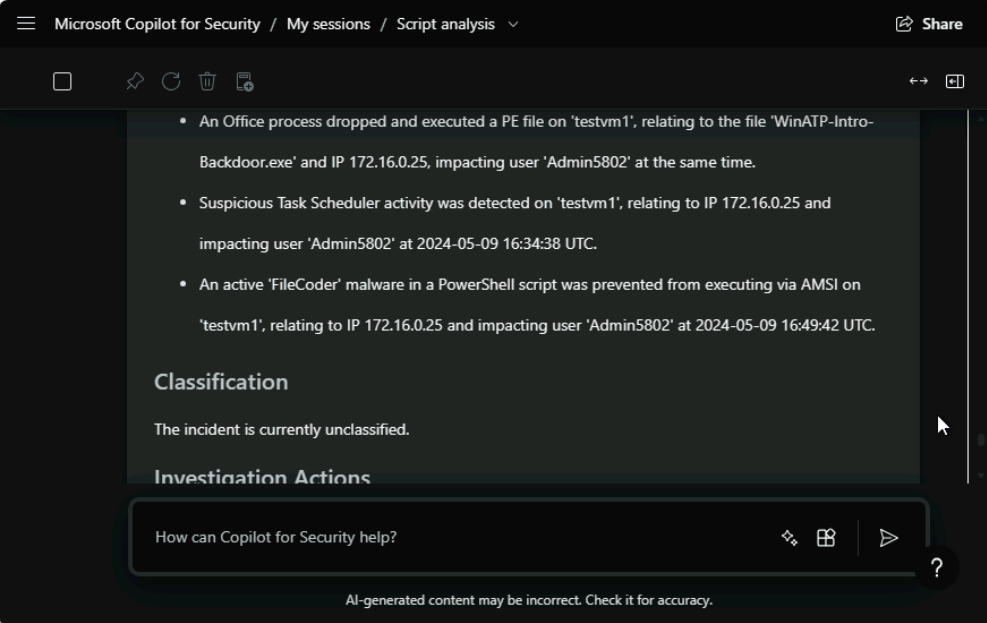 Microsoft Copilot for Security / My sessions / Script analysis
Share
• An Office process dropped and executed a PE file on 'testvm1', relating to the file 'WinATP-Intro-
Backdoor.exe' and IP 172.16.0.25, impacting user 'Admin5802' at the same time.
• Suspicious Task Scheduler activity was detected on 'testvm1', relating to IP 172.16.0.25 and
impacting user 'Admin5802' at 2024-05-09 16:34:38 UTC.
• An active 'FileCoder' malware in a PowerShell script was prevented from executing via AMSI on
'testvm1', relating to IP 172.16.0.25 and impacting user 'Admin5802' at 2024-05-09 16:49:42 UTC.
Classification
The incident is currently unclassified.
Investigation Actions
How can Copilot for Security help?
?
AI-generated content may be incorrect. Check it for accuracy.